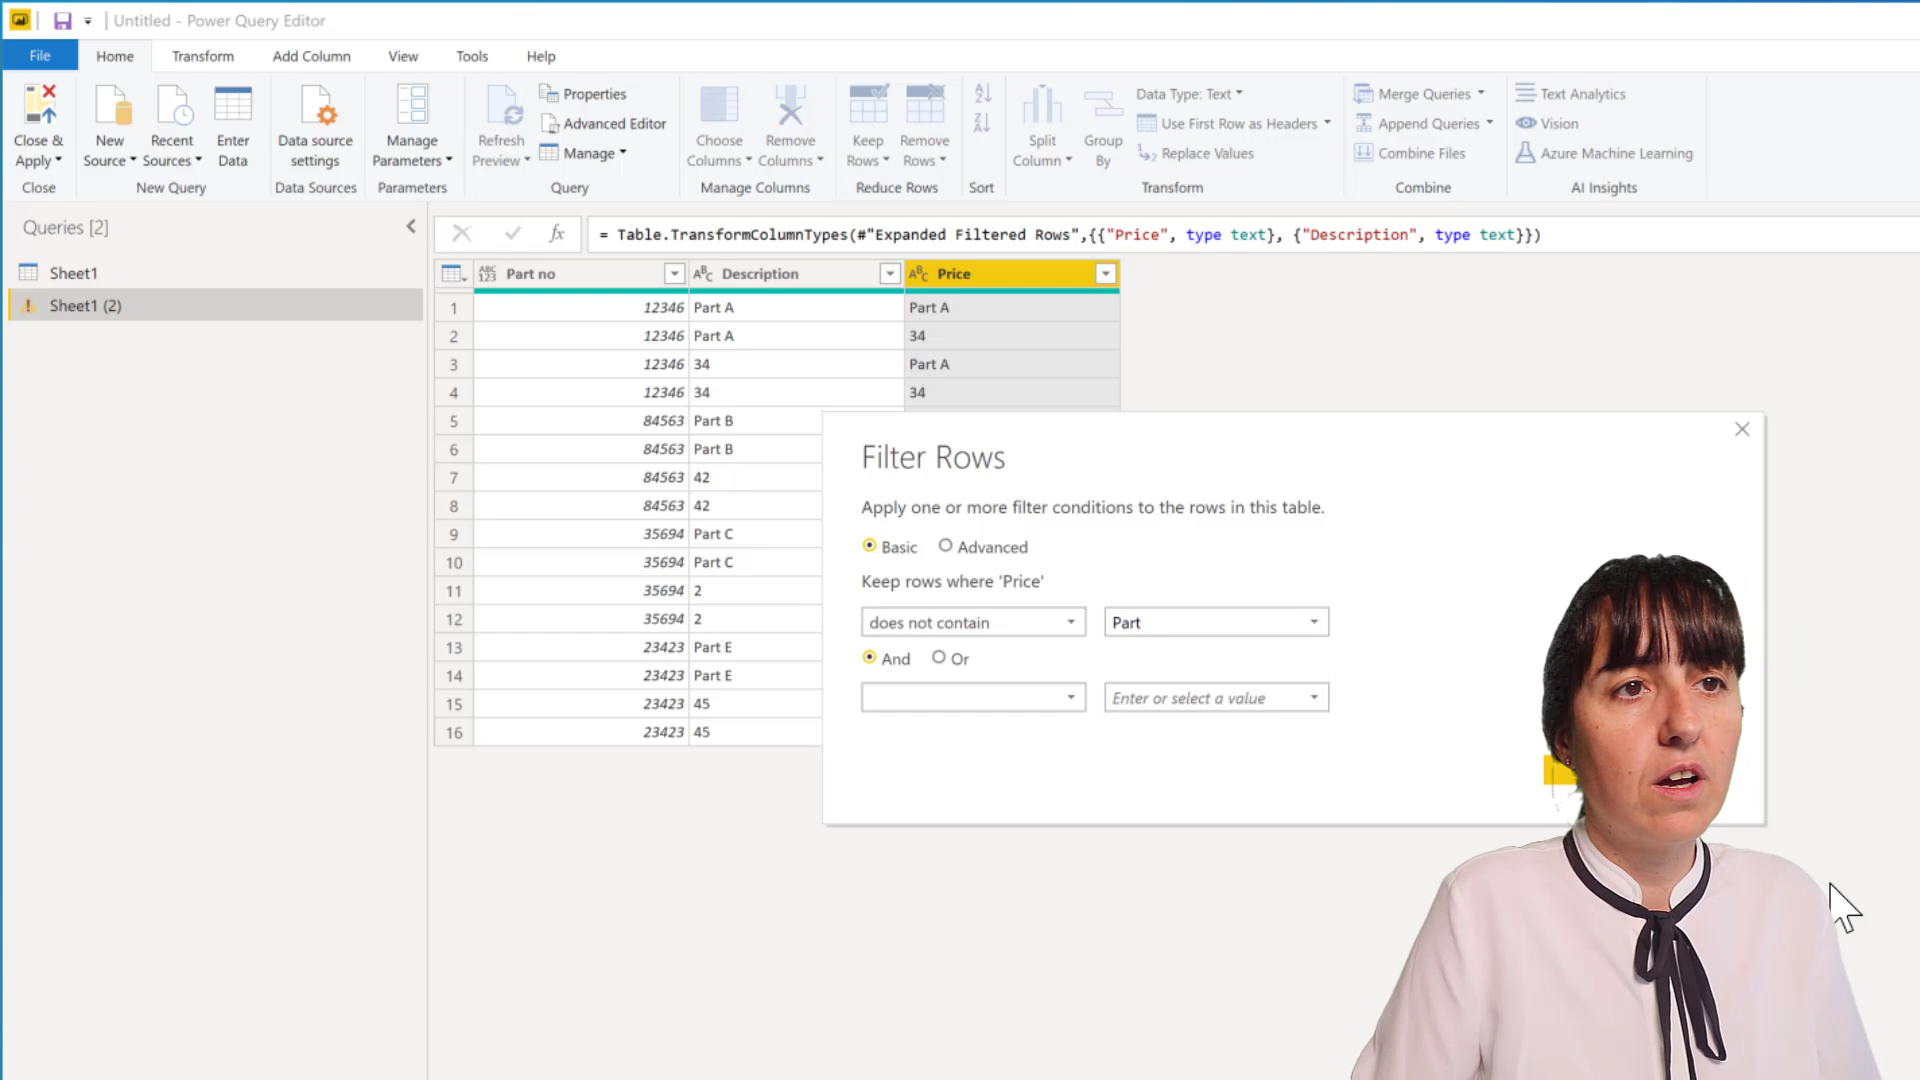 Untitled - Power Query Editor
File Home Transform Add Column View Tools Help
Close & Apply
New Source
Recent Sources
Enter Data
Data source settings
Manage Parameters
Refresh Preview
Properties
Advanced Editor
Manage
Choose Columns
Remove Columns
Keep Rows
Remove Rows
Split Column
Group By
Data Type: Text
Use First Row as Headers
Replace Values
Merge Queries
Append Queries
Combine Files
Text Analytics
Vision
Azure Machine Learning
Close New Query Data Sources Parameters Query Manage Columns Reduce Rows Sort Transform Combine AI Insights
Queries [2]
Sheet1
Sheet1 (2)
fx = Table.TransformColumnTypes(#"Expanded Filtered Rows",{{"Price", type text}, {"Description", type text}})
ABC 123 Part no ABC Description ABC Price
1 12346 Part A Part A
2 12346 Part A 34
3 12346 34 Part A
4 12346 34 34
5 84563 Part B
6 84563 Part B
7 84563 42
8 84563 42
9 35694 Part C
10 35694 Part C
11 35694 2
12 35694 2
13 23423 Part E
14 23423 Part E
15 23423 45
16 23423 45
Filter Rows
Apply one or more filter conditions to the rows in this table.
Basic Advanced
Keep rows where 'Price'
does not contain Part
And Or
Enter or select a value